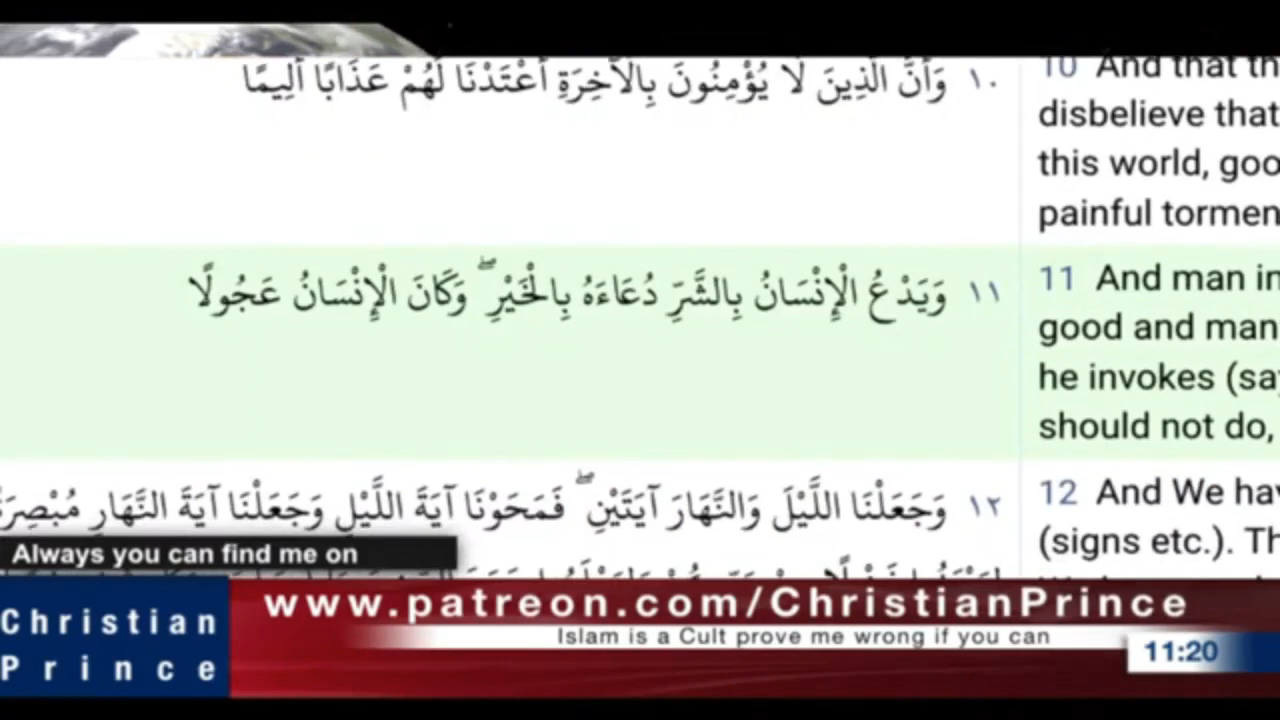 ١٠ وَأَنَّ الَّذِينَ لَا يُؤْمِنُونَ بِالْآخِرَةِ أَعْتَدْنَا لَهُمْ عَذَابًا أَلِيمًا
10 And that th
disbelieve that
this world, goo
painful tormen
١١ وَيَدْعُ الْإِنْسَانُ بِالشَّرِّ دُعَاءَهُ بِالْخَيْرِ ۖ وَكَانَ الْإِنْسَانُ عَجُولًا
11 And man in
good and man
he invokes (say
should not do,
١٢ وَجَعَلْنَا اللَّيْلَ وَالنَّهَارَ آيَتَيْنِ ۖ فَمَحَوْنَا آيَةَ اللَّيْلِ وَجَعَلْنَا آيَةَ النَّهَارِ مُبْصِرَةً
12 And We hav
(signs etc.). Th
Always you can find me on
www.patreon.com/ChristianPrince
Islam is a Cult prove me wrong if you can
Christian
Prince
11:20